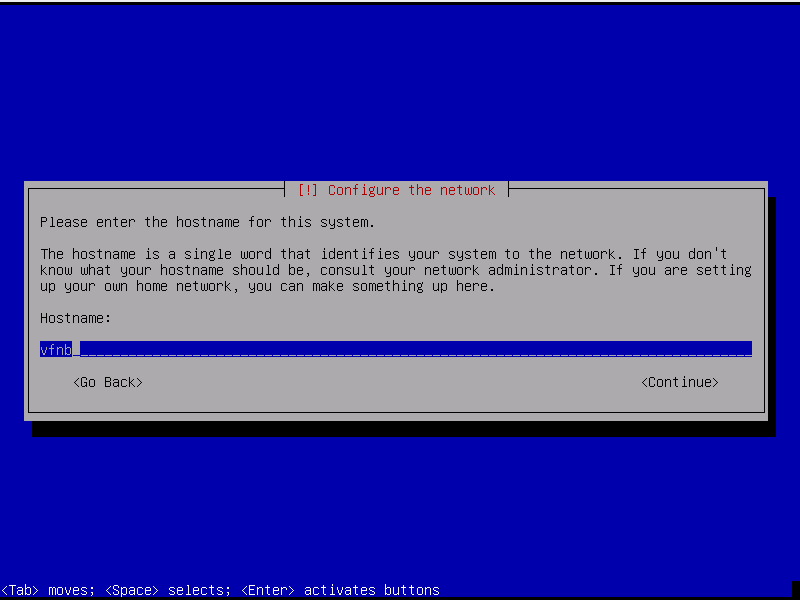 [!] Configure the network
Please enter the hostname for this system.
The hostname is a single word that identifies your system to the network. If you don't
know what your hostname should be, consult your network administrator. If you are setting
up your own home network, you can make something up here.
Hostname:
vfnb
<Go Back> <Continue>
<Tab> moves; <Space> selects; <Enter> activates buttons